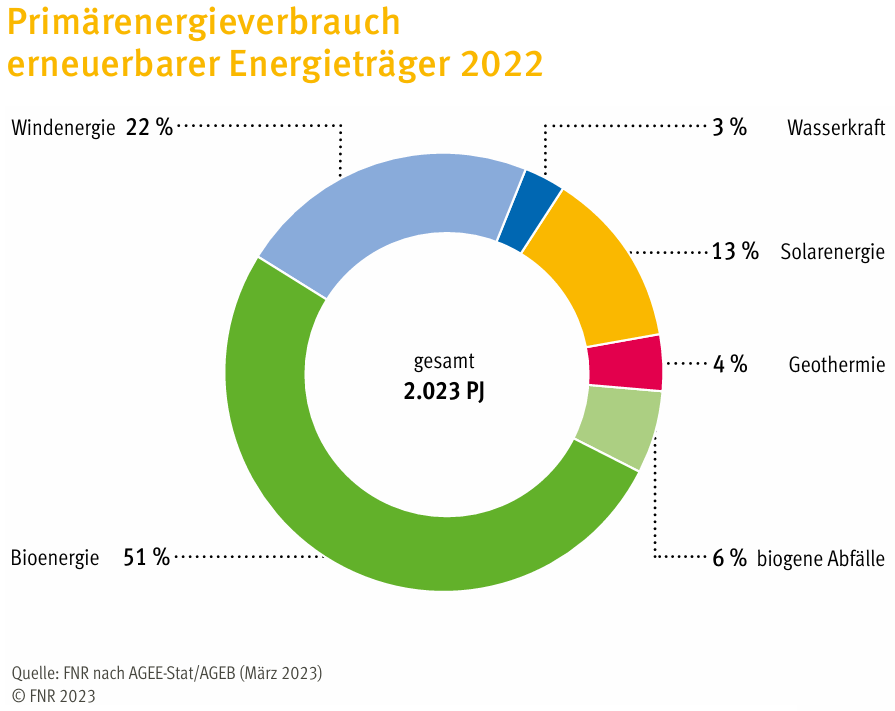 Primärenergieverbrauch
erneuerbarer Energieträger 2022
Windenergie 22 %
3 % Wasserkraft
13 % Solarenergie
gesamt
2.023 PJ
4 % Geothermie
Bioenergie 51 %
6 % biogene Abfälle
Quelle: FNR nach AGEE-Stat/AGEB (März 2023)
© FNR 2023